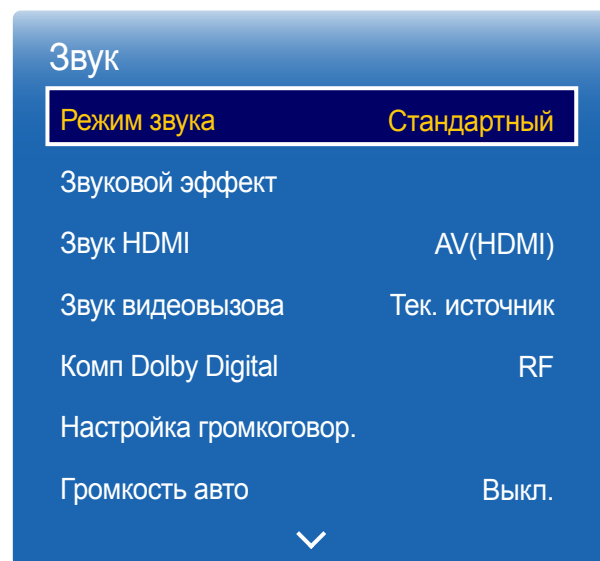 Звук
Режим звука Стандартный
Звуковой эффект
Звук HDMI AV(HDMI)
Звук видеовызова Тек. источник
Комп Dolby Digital RF
Настройка громкоговор.
Громкость авто Выкл.